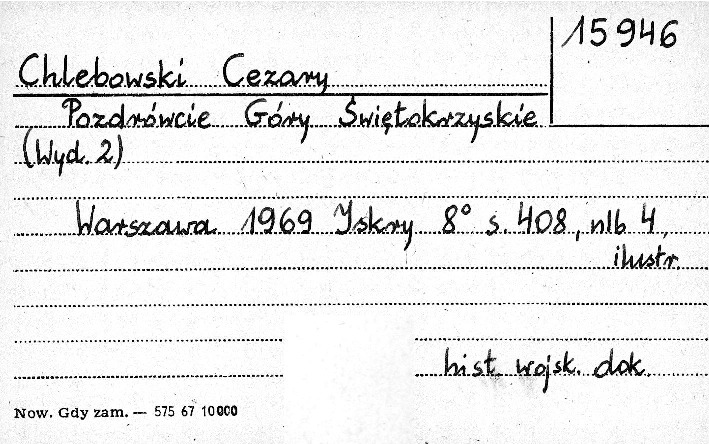 15946
Chlebowski Cezary
Pozdrówcie Góry Świętokrzyskie
(Wyd. 2)
Warszawa 1969 Iskry 8° s. 408, nlb 4,
ilustr.
hist. wojsk. dok.
Now. Gdy zam. — 575 67 10000